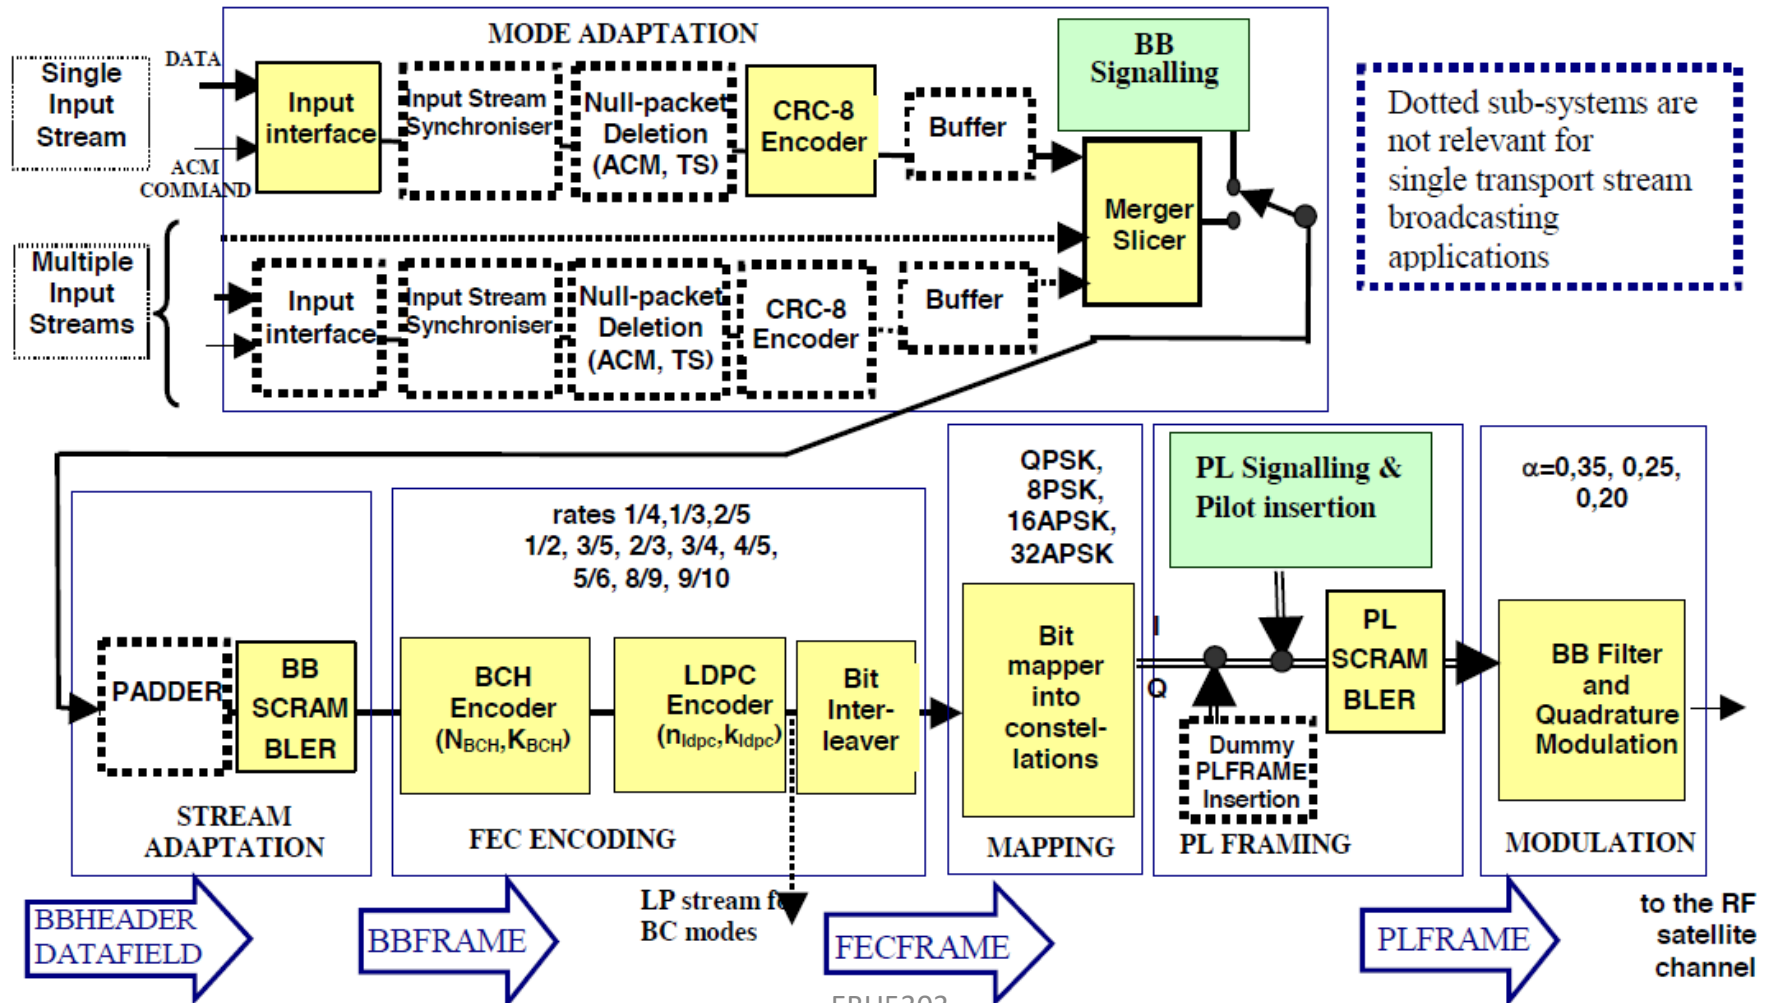 MODE ADAPTATION
Single
Input
Stream
DATA
ACM
COMMAND
Input
interface
Input Stream
Synchroniser
Null-packet
Deletion
(ACM, TS)
CRC-8
Encoder
Buffer
BB
Signalling
Merger
Slicer
Dotted sub-systems are
not relevant for
single transport stream
broadcasting
applications
Multiple
Input
Streams
Input
interface
Input Stream
Synchroniser
Null-packet
Deletion
(ACM, TS)
CRC-8
Encoder
Buffer
PADDER
BB
SCRAM
BLER
STREAM
ADAPTATION
rates 1/4,1/3,2/5
1/2, 3/5, 2/3, 3/4, 4/5,
5/6, 8/9, 9/10
BCH
Encoder
(NBCH,KBCH)
LDPC
Encoder
(nldpc,kldpc)
Bit
Inter-
leaver
FEC ENCODING
LP stream
BC modes
QPSK,
8PSK,
16APSK,
32APSK
Bit
mapper
into
constel-
lations
MAPPING
PL Signalling &
Pilot insertion
I
Q
Dummy
PLFRAME
Insertion
PL
SCRAM
BLER
PL FRAMING
α=0,35, 0,25,
0,20
BB Filter
and
Quadrature
Modulation
MODULATION
BBHEADER
DATAFIELD
BBFRAME
FECFRAME
PLFRAME
to the RF
satellite
channel